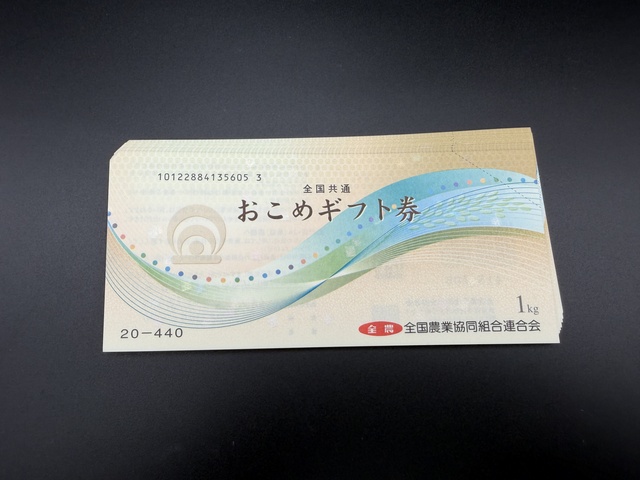 10122884135605 3
全国共通
おこめギフト券
1kg
20-440
全農 全国農業協同組合連合会